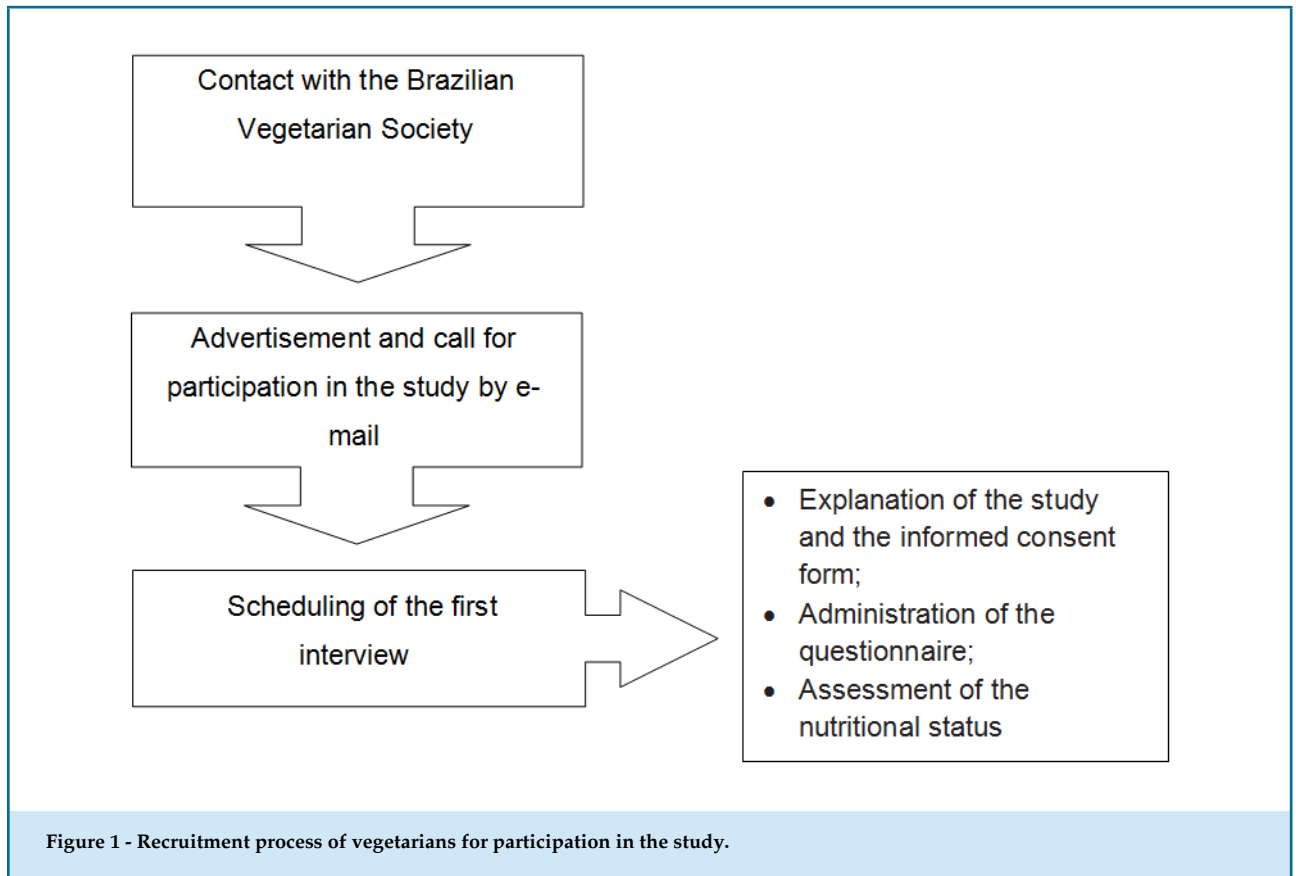 Contact with the Brazilian
Vegetarian Society
Advertisement and call for
participation in the study by e-
mail
Scheduling of the first
interview
• Explanation of the study
and the informed consent
form;
• Administration of the
questionnaire;
• Assessment of the
nutritional status
Figure 1 - Recruitment process of vegetarians for participation in the study.